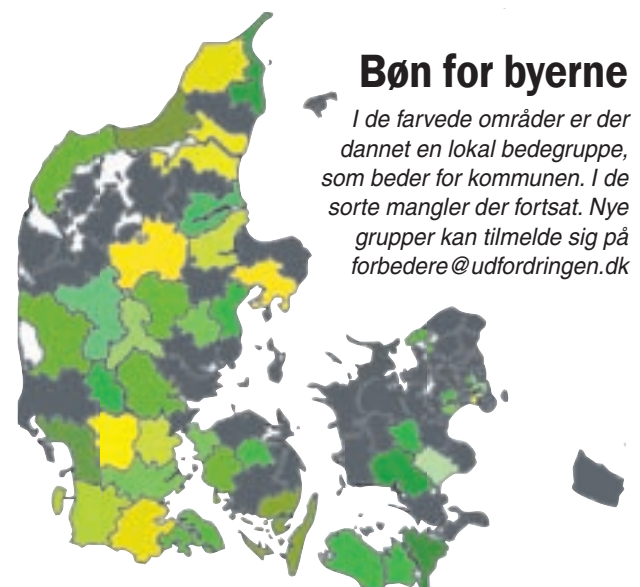 Bøn for byerne
I de farvede områder er der
dannet en lokal bedegruppe,
som beder for kommunen. I de
sorte mangler der fortsat. Nye
grupper kan tilmelde sig på
forbedere@udfordringen.dk